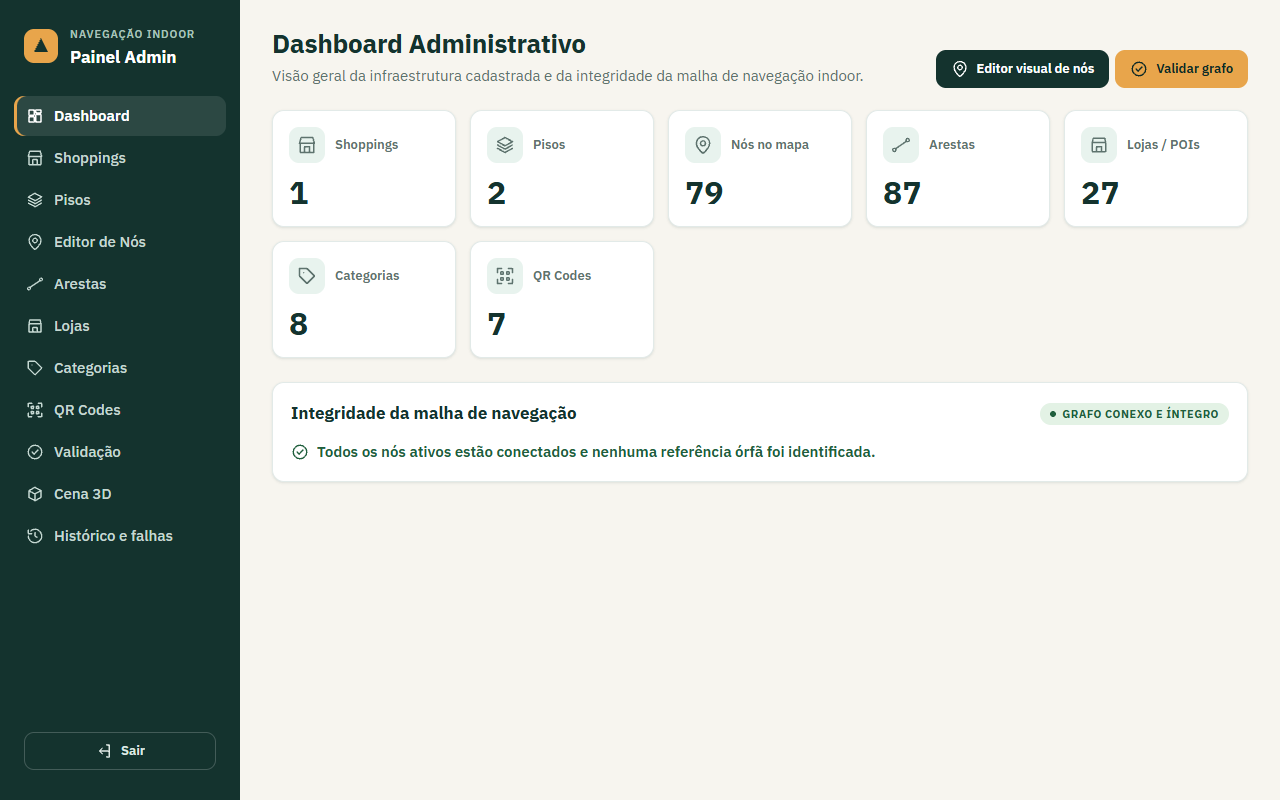 NAVEGAÇÃO INDOOR
Painel Admin
Dashboard
Shoppings
Pisos
Editor de Nós
Arestas
Lojas
Categorias
QR Codes
Validação
Cena 3D
Histórico e falhas
Sair
Dashboard Administrativo
Visão geral da infraestrutura cadastrada e da integridade da malha de navegação indoor.
Editor visual de nós
Validar grafo
Shoppings
1
Pisos
2
Nós no mapa
79
Arestas
87
Lojas / POIs
27
Categorias
8
QR Codes
7
Integridade da malha de navegação
GRAFO CONEXO E ÍNTEGRO
Todos os nós ativos estão conectados e nenhuma referência órfã foi identificada.